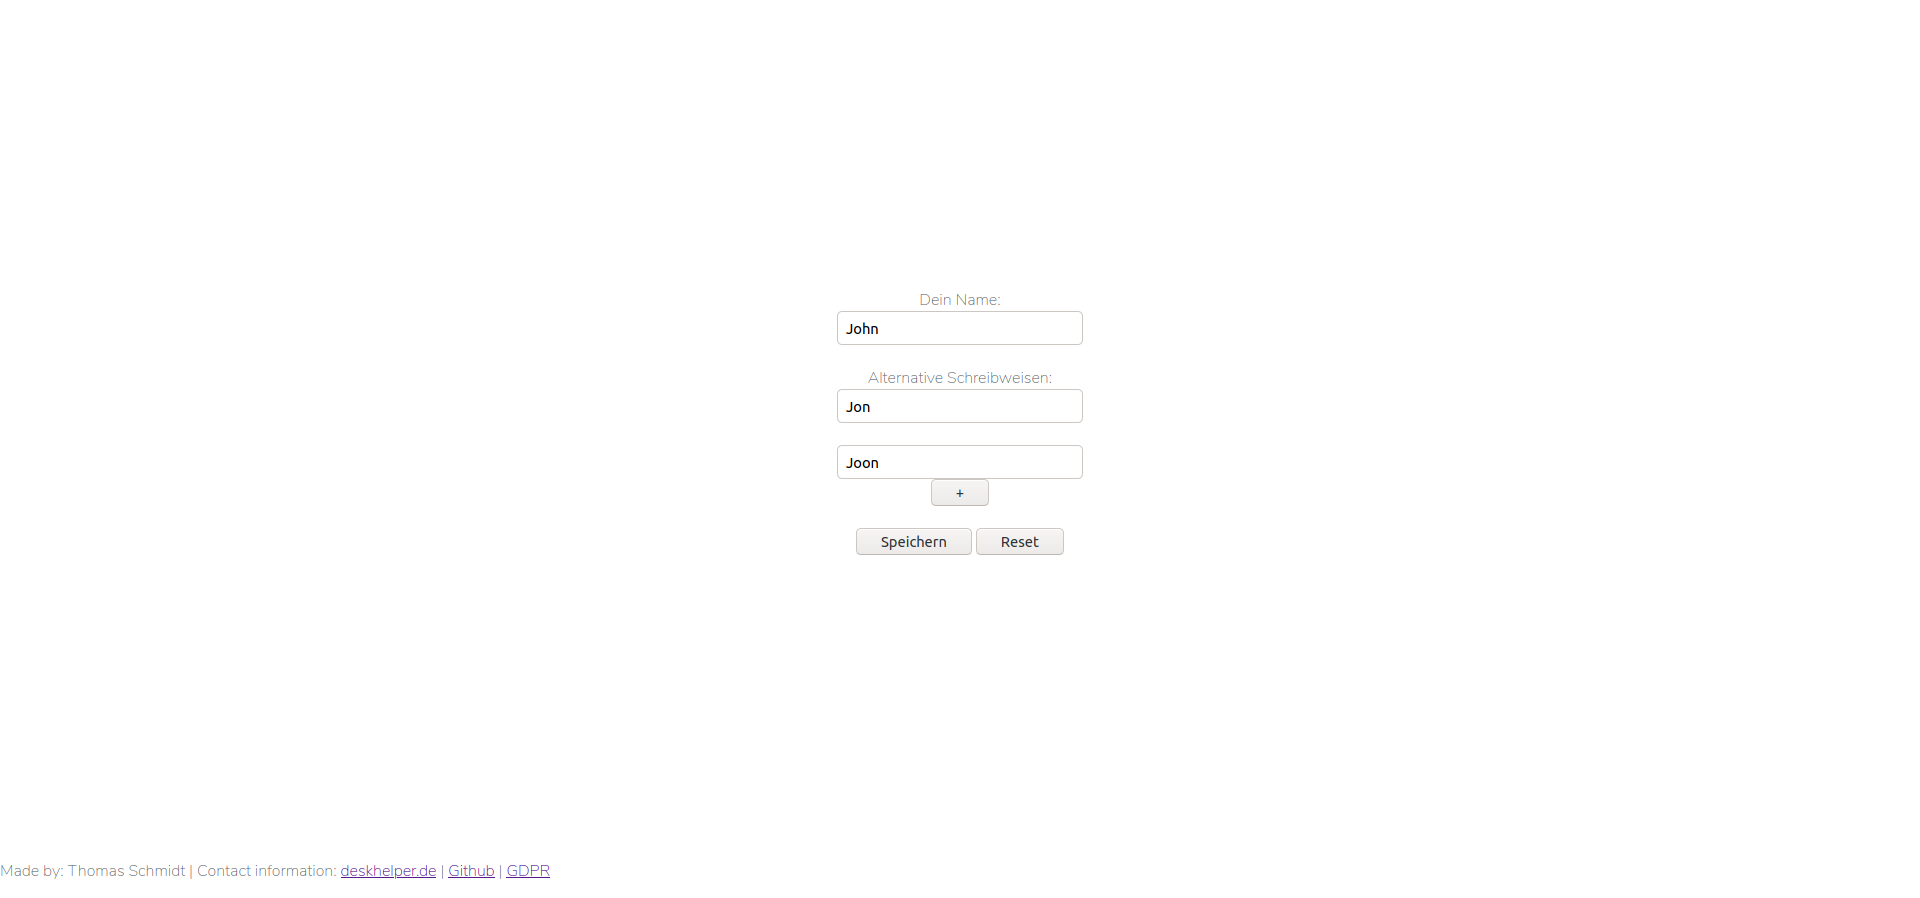 Dein Name:
John
Alternative Schreibweisen:
Jon
Joon
+
Speichern Reset
Made by: Thomas Schmidt | Contact information: deskhelper.de | Github | GDPR